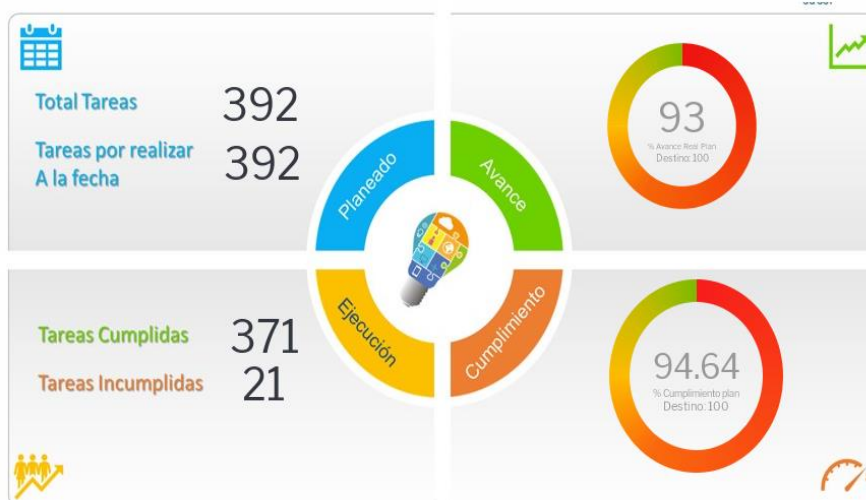 Total Tareas 392
Tareas por realizar
A la fecha 392
Planeado
Avance
93
% Avance Real Plan
Destino: 100
Tareas Cumplidas 371
Tareas Incumplidas 21
Ejecución
Cumplimiento
94.64
% Cumplimiento plan
Destino: 100